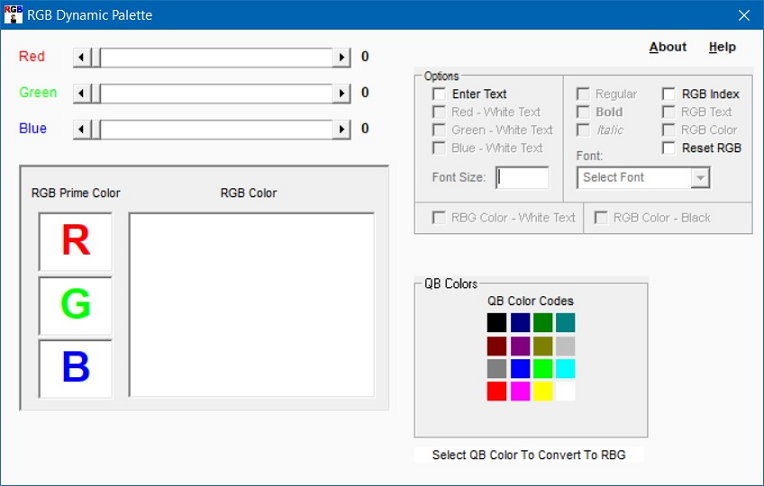 RGB Dynamic Palette
About Help
Red 0
Green 0
Blue 0
Options
Enter Text
Red - White Text
Green - White Text
Blue - White Text
Font Size:
Regular
Bold
Italic
RGB Index
RGB Text
RGB Color
Reset RGB
Font:
Select Font
RBG Color - White Text
RGB Color - Black
RGB Prime Color
RGB Color
R
G
B
QB Colors
QB Color Codes
Select QB Color To Convert To RBG